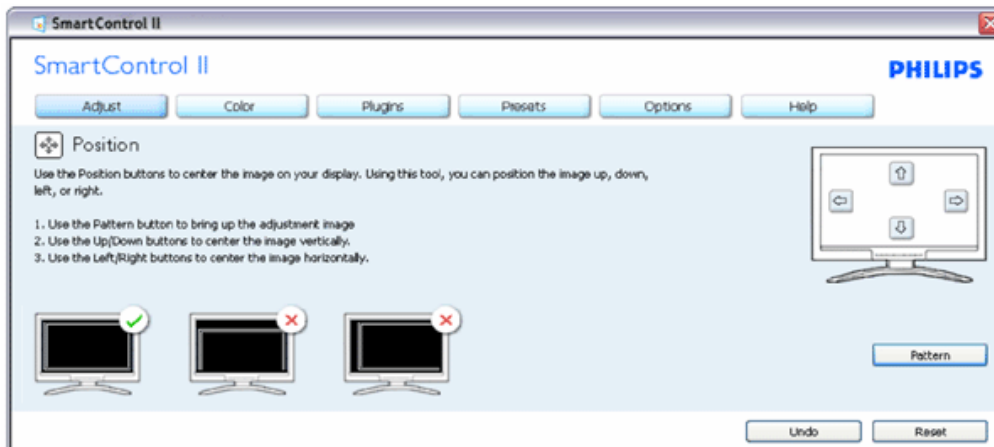 SmartControl II
SmartControl II
PHILIPS
Adjust
Color
Plugins
Presets
Options
Help
Position
Use the Position buttons to center the image on your display. Using this tool, you can position the image up, down,
left, or right.
1. Use the Pattern button to bring up the adjustment image
2. Use the Up/Down buttons to center the image vertically.
3. Use the Left/Right buttons to center the image horizontally.
Pattern
Undo
Reset